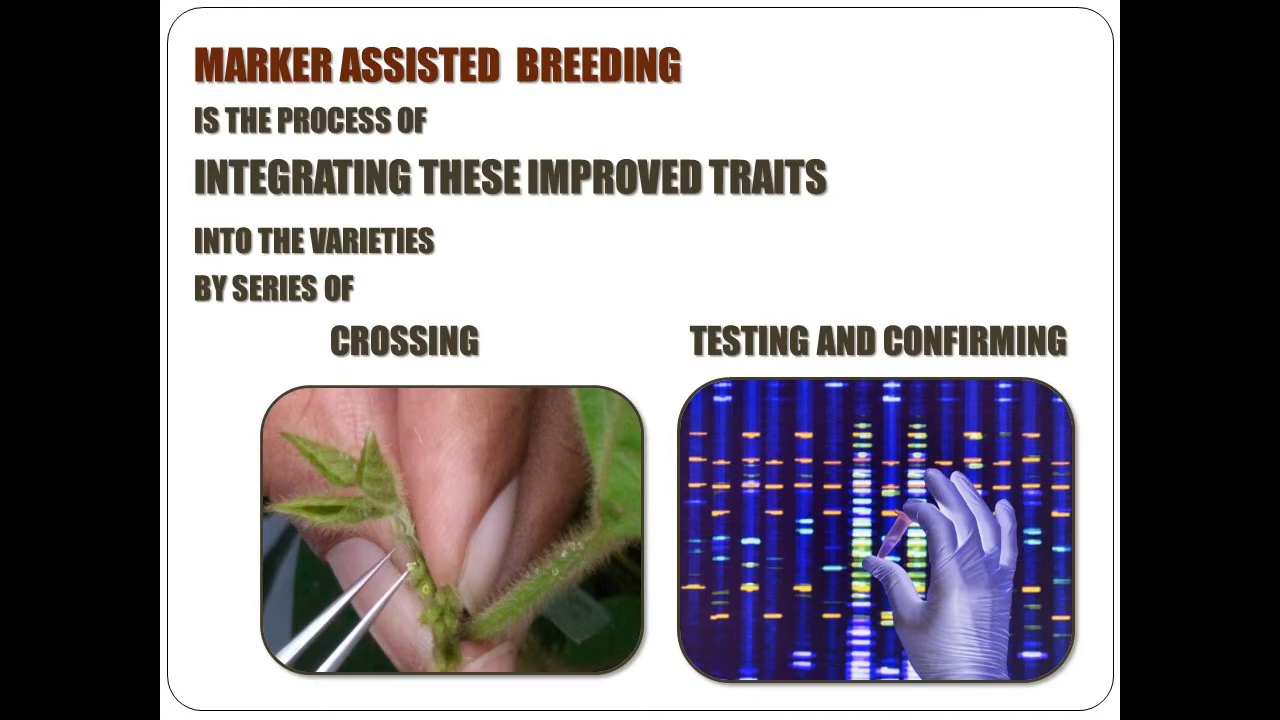 MARKER ASSISTED BREEDING
IS THE PROCESS OF
INTEGRATING THESE IMPROVED TRAITS
INTO THE VARIETIES
BY SERIES OF
CROSSING
TESTING AND CONFIRMING